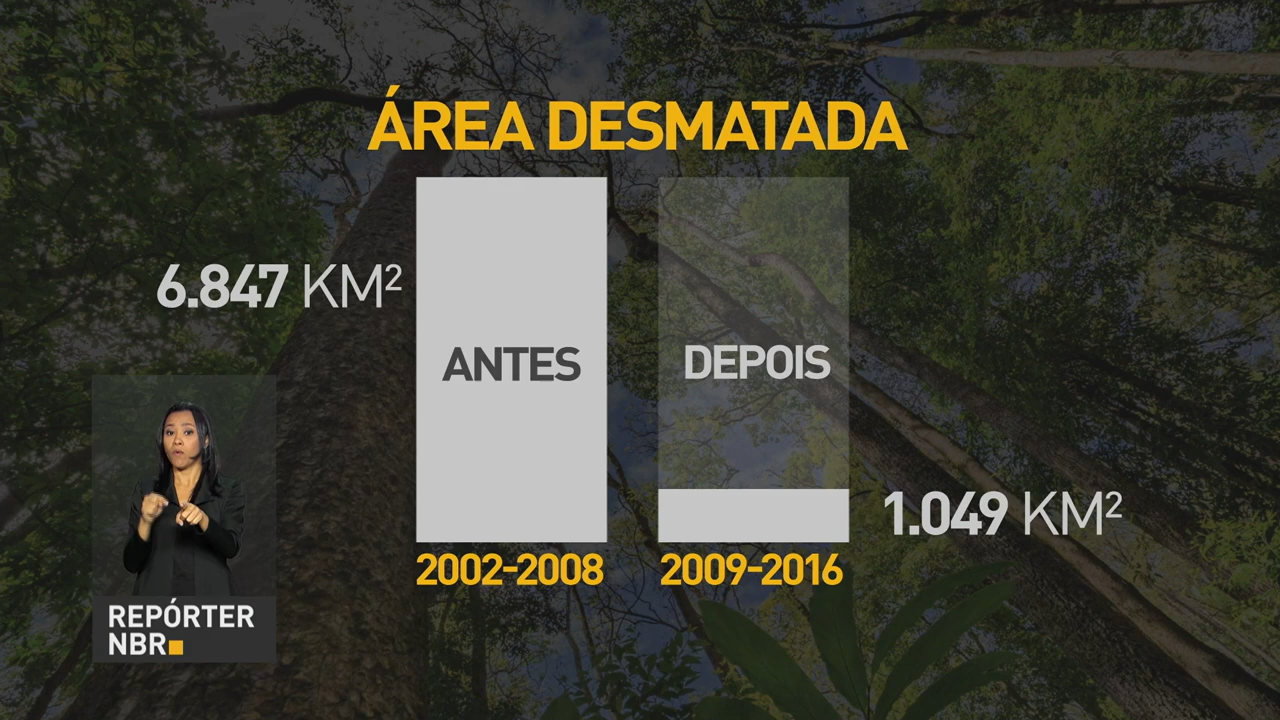 ÁREA DESMATADA
6.847 KM²
ANTES
DEPOIS
1.049 KM²
2002-2008
2009-2016
REPÓRTER
NBR